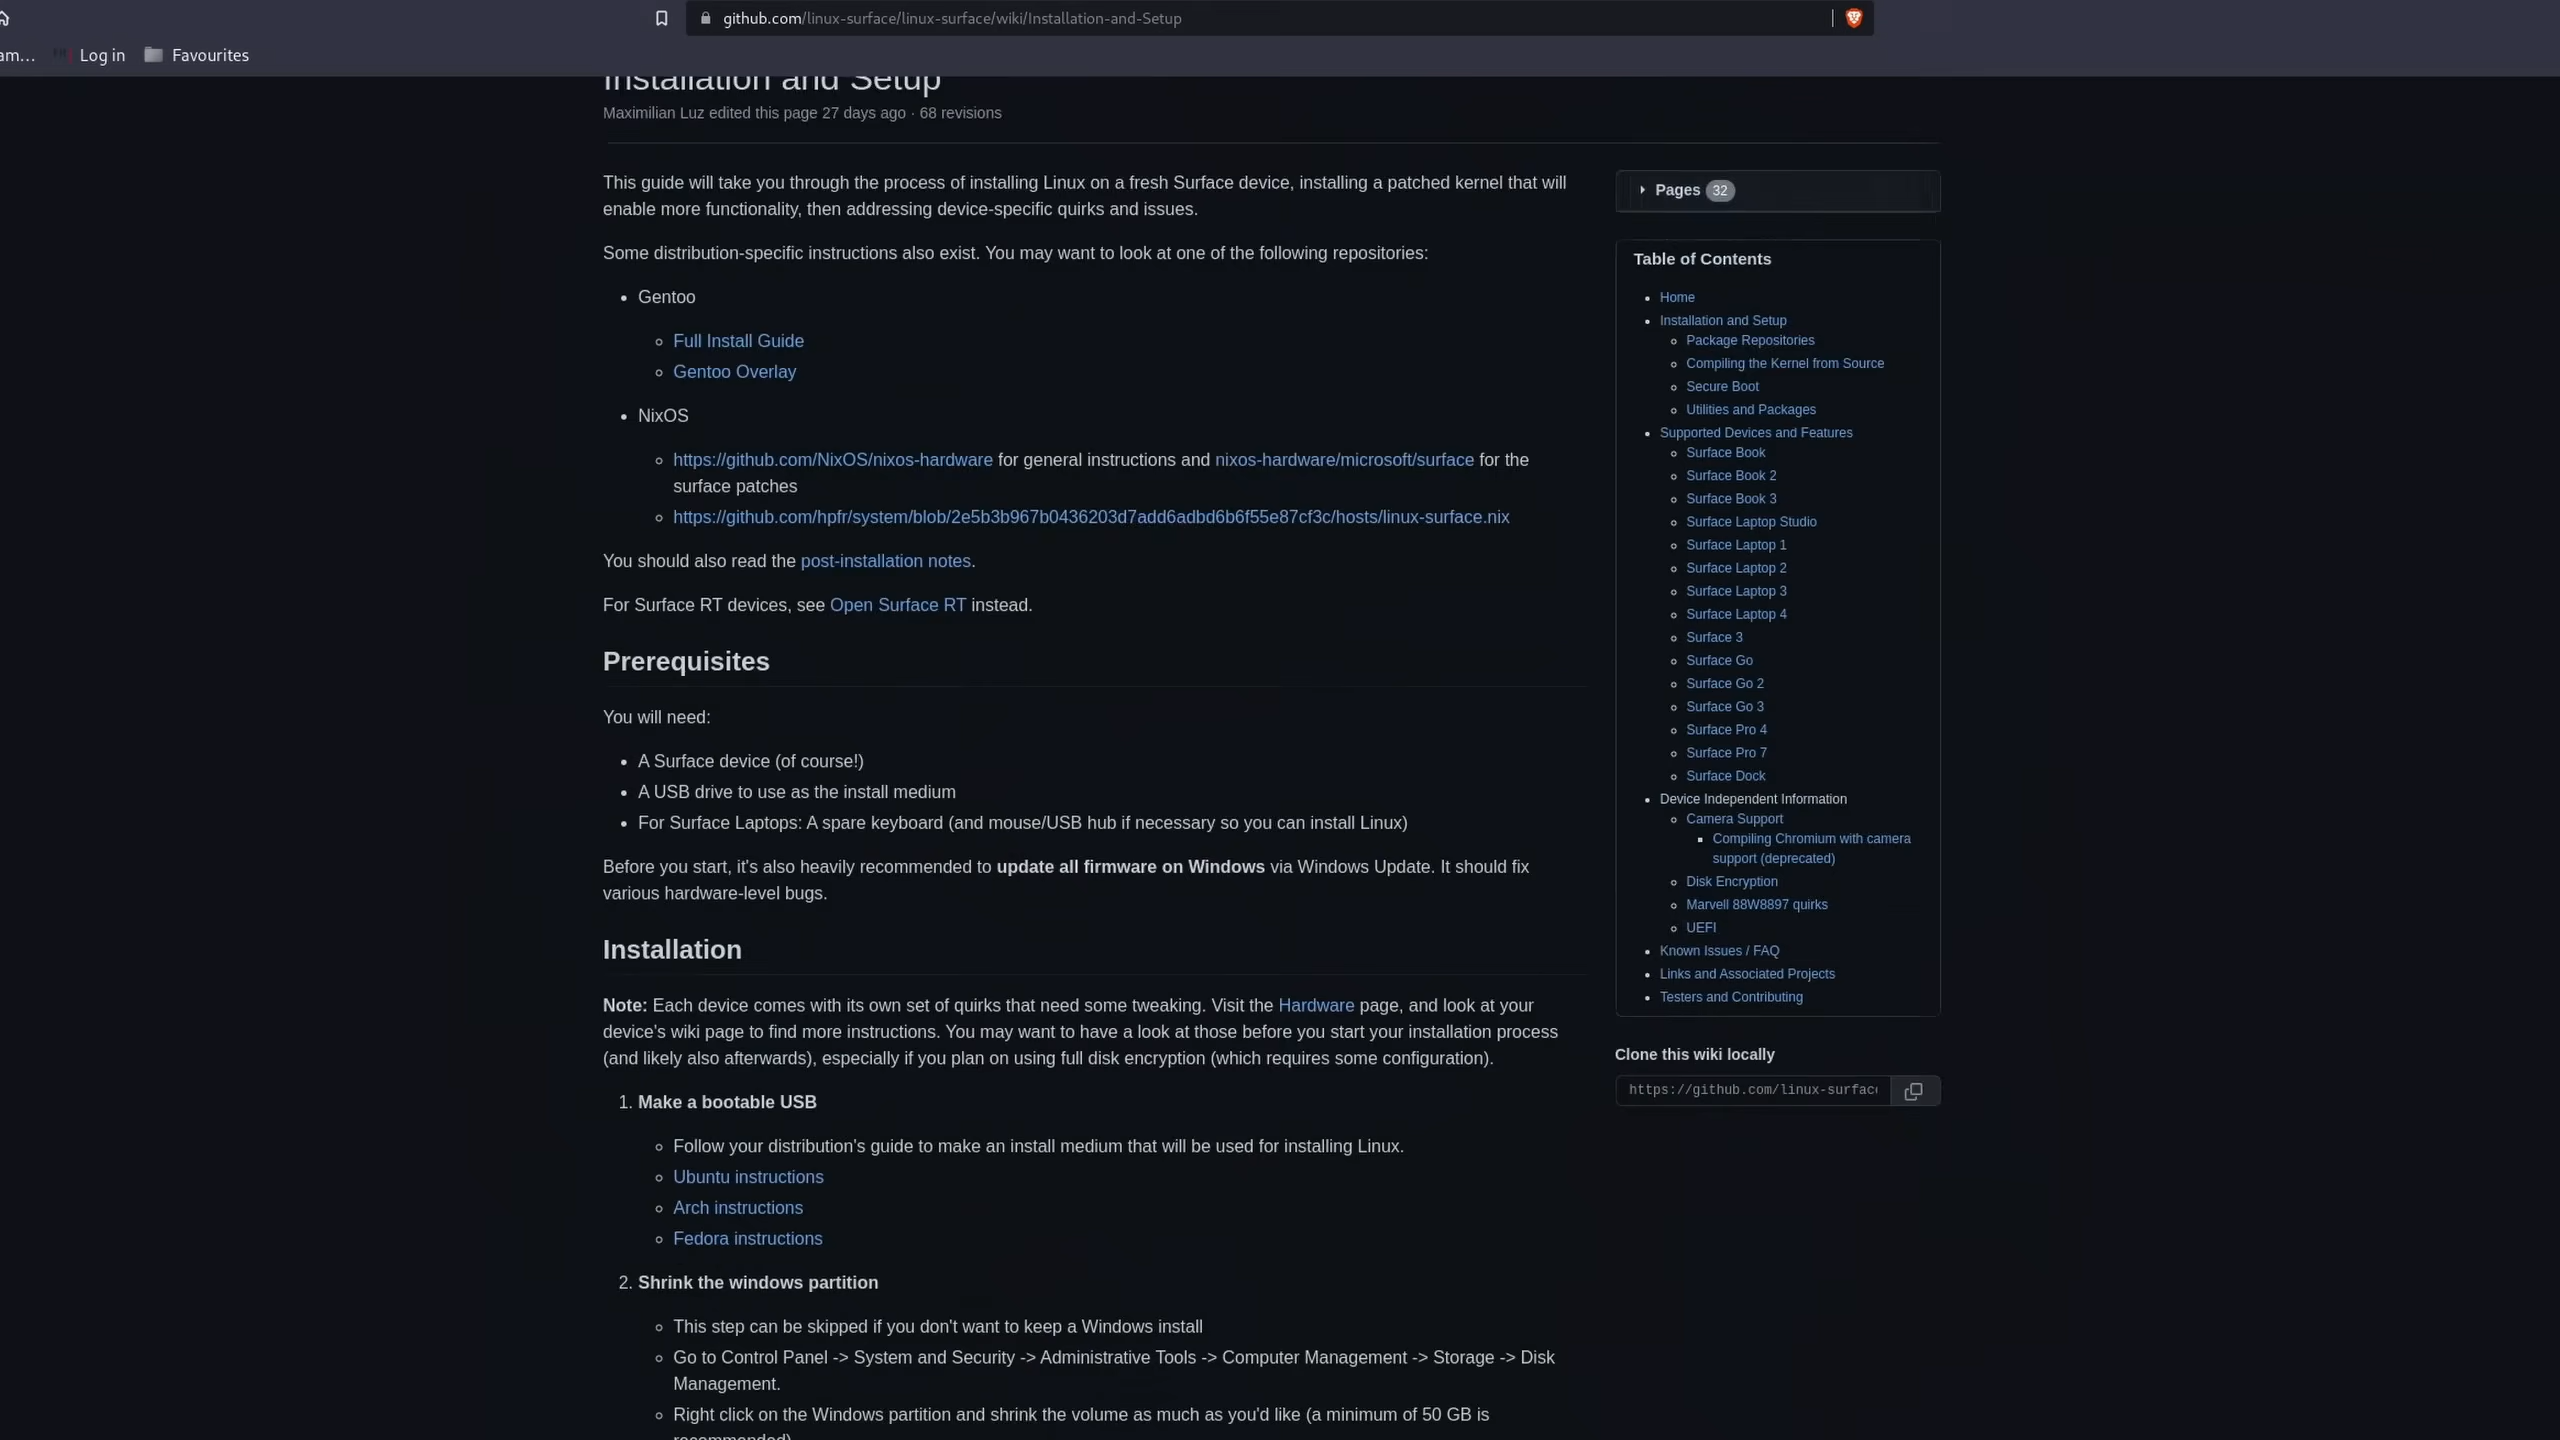 github.com/linux-surface/linux-surface/wiki/Installation-and-Setup
am...
Log in
Favourites
Installation and Setup
Maximilian Luz edited this page 27 days ago · 68 revisions
This guide will take you through the process of installing Linux on a fresh Surface device, installing a patched kernel that will
enable more functionality, then addressing device-specific quirks and issues.
Some distribution-specific instructions also exist. You may want to look at one of the following repositories:
Gentoo
Full Install Guide
Gentoo Overlay
NixOS
https://github.com/NixOS/nixos-hardware for general instructions and nixos-hardware/microsoft/surface for the
surface patches
https://github.com/hpfr/system/blob/2e5b3b967b0436203d7add6adbd6b6f55e87cf3c/hosts/linux-surface.nix
You should also read the post-installation notes.
For Surface RT devices, see Open Surface RT instead.
Prerequisites
You will need:
A Surface device (of course!)
A USB drive to use as the install medium
For Surface Laptops: A spare keyboard (and mouse/USB hub if necessary so you can install Linux)
Before you start, it's also heavily recommended to update all firmware on Windows via Windows Update. It should fix
various hardware-level bugs.
Installation
Note: Each device comes with its own set of quirks that need some tweaking. Visit the Hardware page, and look at your
device's wiki page to find more instructions. You may want to have a look at those before you start your installation process
(and likely also afterwards), especially if you plan on using full disk encryption (which requires some configuration).
1. Make a bootable USB
Follow your distribution's guide to make an install medium that will be used for installing Linux.
Ubuntu instructions
Arch instructions
Fedora instructions
2. Shrink the windows partition
This step can be skipped if you don't want to keep a Windows install
Go to Control Panel -> System and Security -> Administrative Tools -> Computer Management -> Storage -> Disk
Management.
Right click on the Windows partition and shrink the volume as much as you'd like (a minimum of 50 GB is
recommended)
Pages 32
Table of Contents
Home
Installation and Setup
Package Repositories
Compiling the Kernel from Source
Secure Boot
Utilities and Packages
Supported Devices and Features
Surface Book
Surface Book 2
Surface Book 3
Surface Laptop Studio
Surface Laptop 1
Surface Laptop 2
Surface Laptop 3
Surface Laptop 4
Surface 3
Surface Go
Surface Go 2
Surface Go 3
Surface Pro 4
Surface Pro 7
Surface Dock
Device Independent Information
Camera Support
Compiling Chromium with camera
support (deprecated)
Disk Encryption
Marvell 88W8897 quirks
UEFI
Known Issues / FAQ
Links and Associated Projects
Testers and Contributing
Clone this wiki locally
https://github.com/linux-surfac